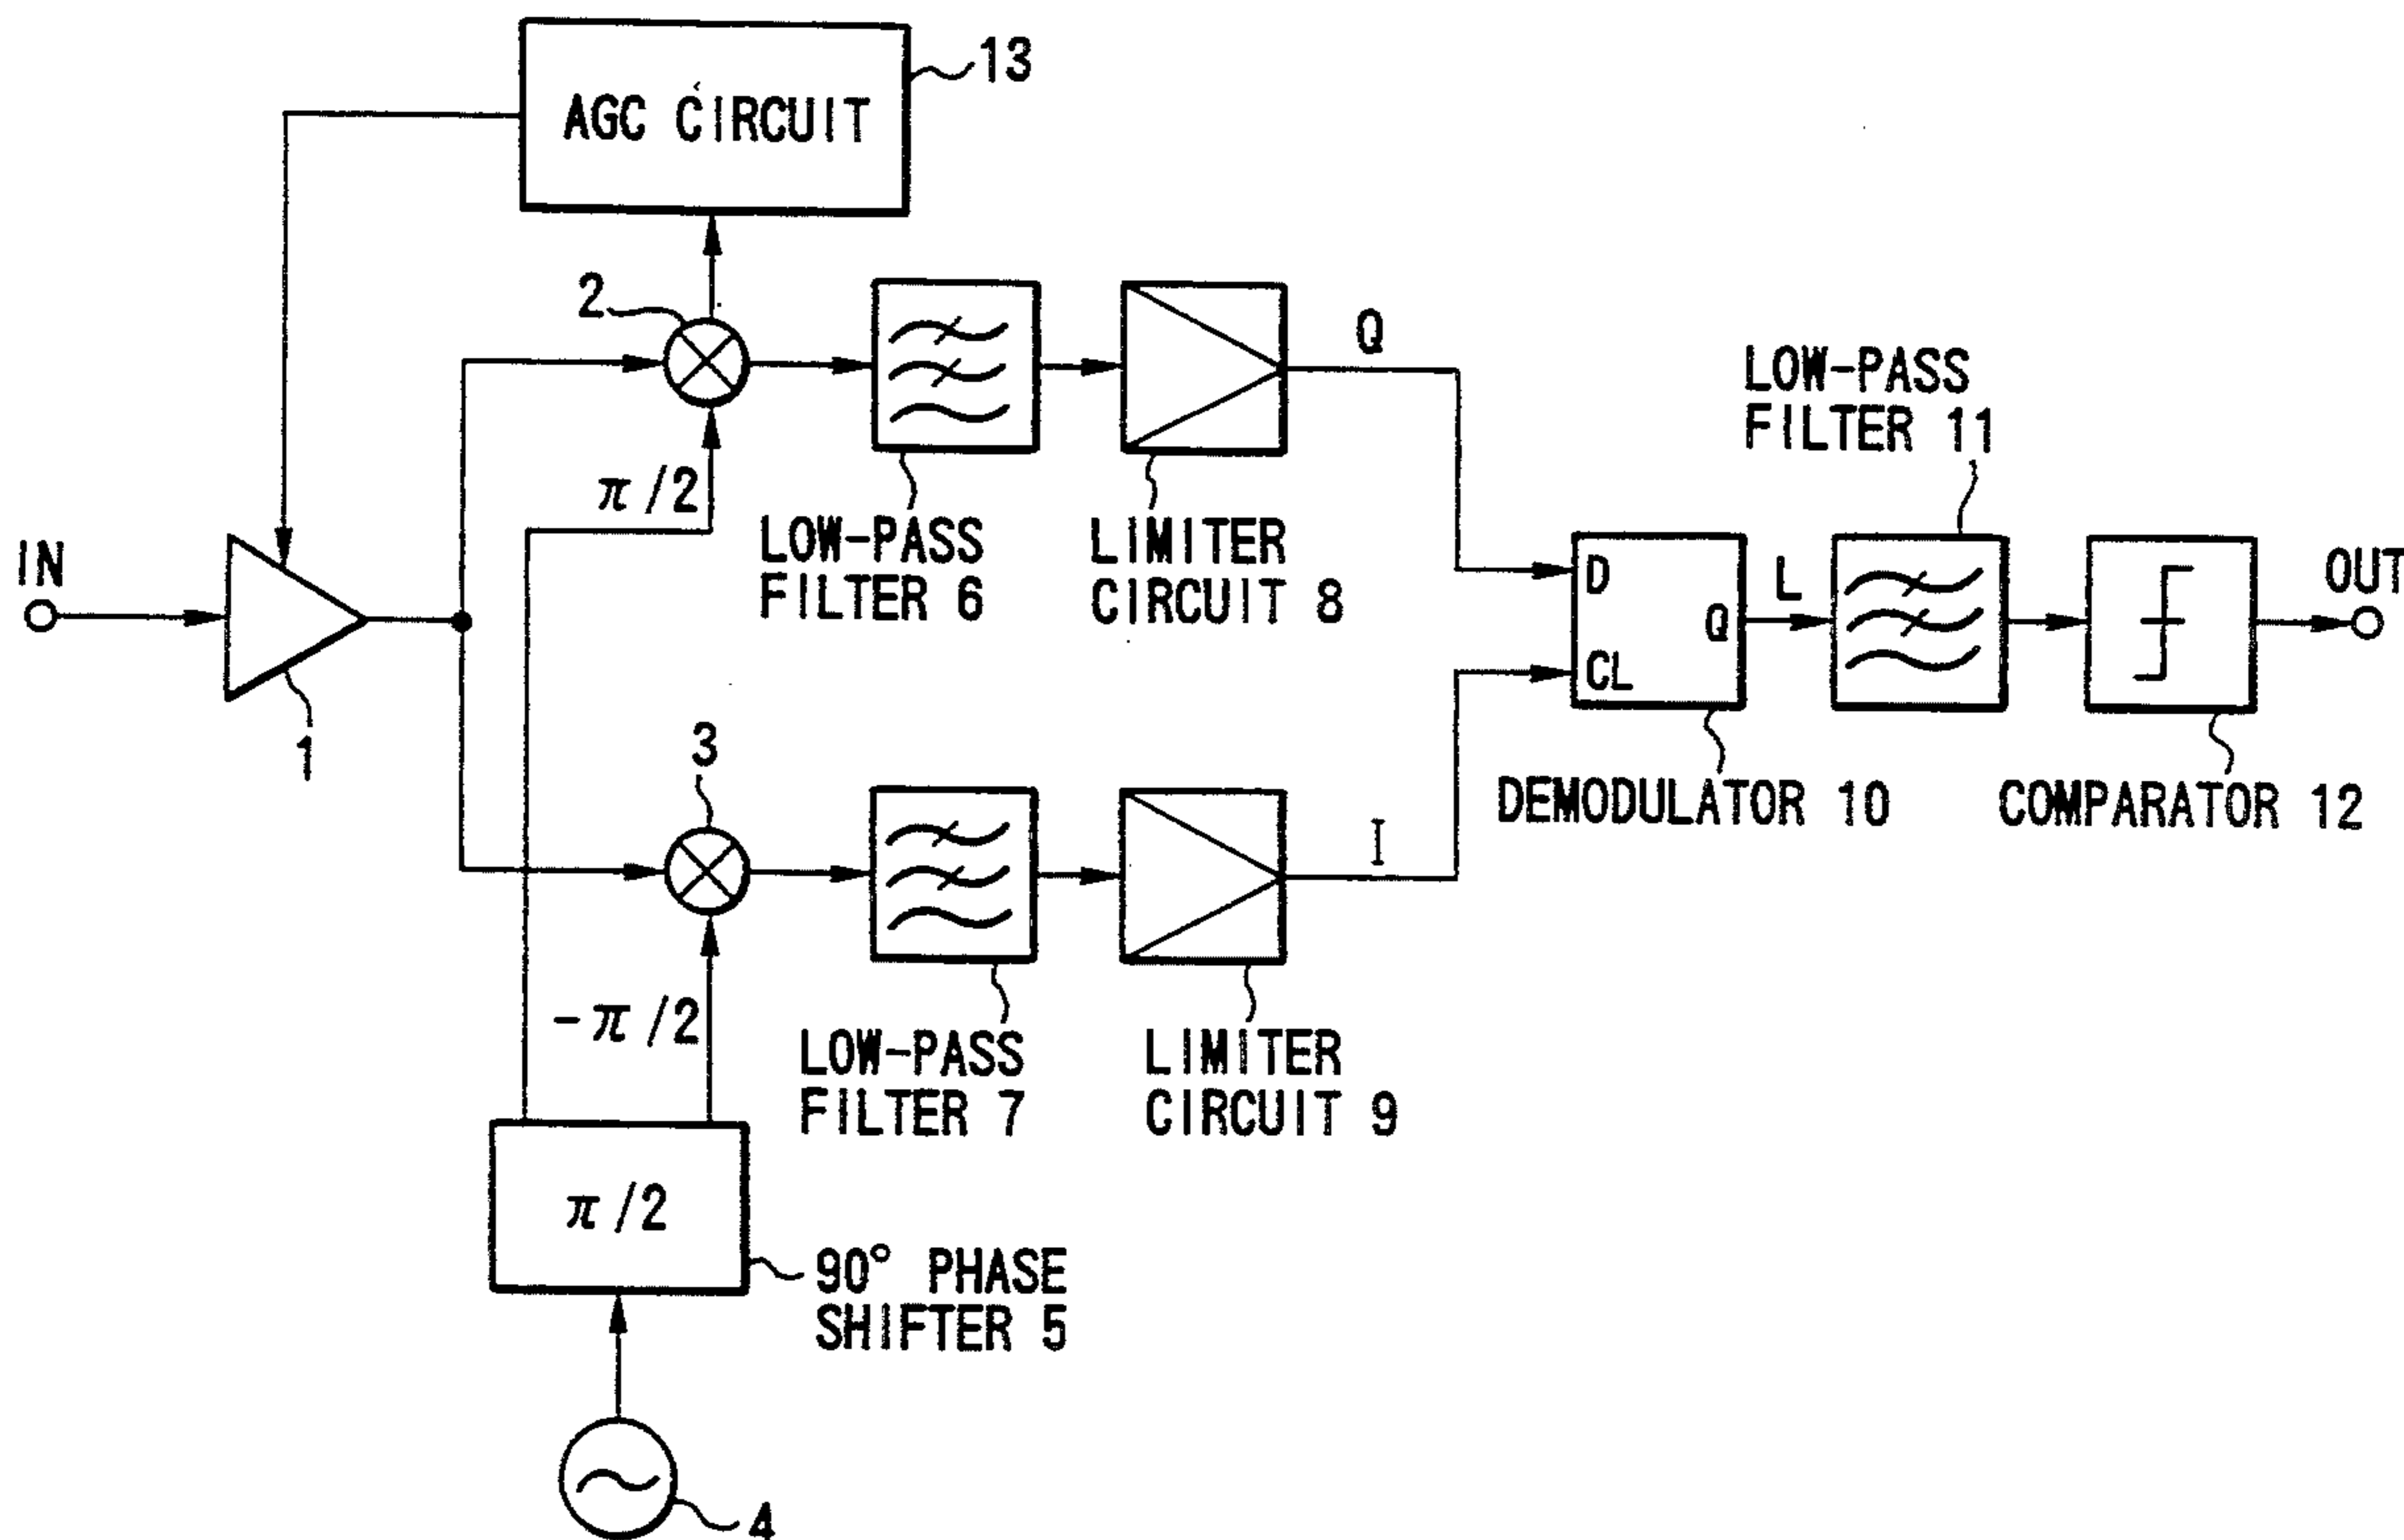 13
AGC CIRCUIT
2
Q
LOW-PASS
FILTER 11
π/2
LOW-PASS
FILTER 6
LIMITER
CIRCUIT 8
IN
1
D
Q
CL
L
OUT
DEMODULATOR 10
COMPARATOR 12
3
I
-π/2
LOW-PASS
FILTER 7
LIMITER
CIRCUIT 9
π/2
90° PHASE
SHIFTER 5
4